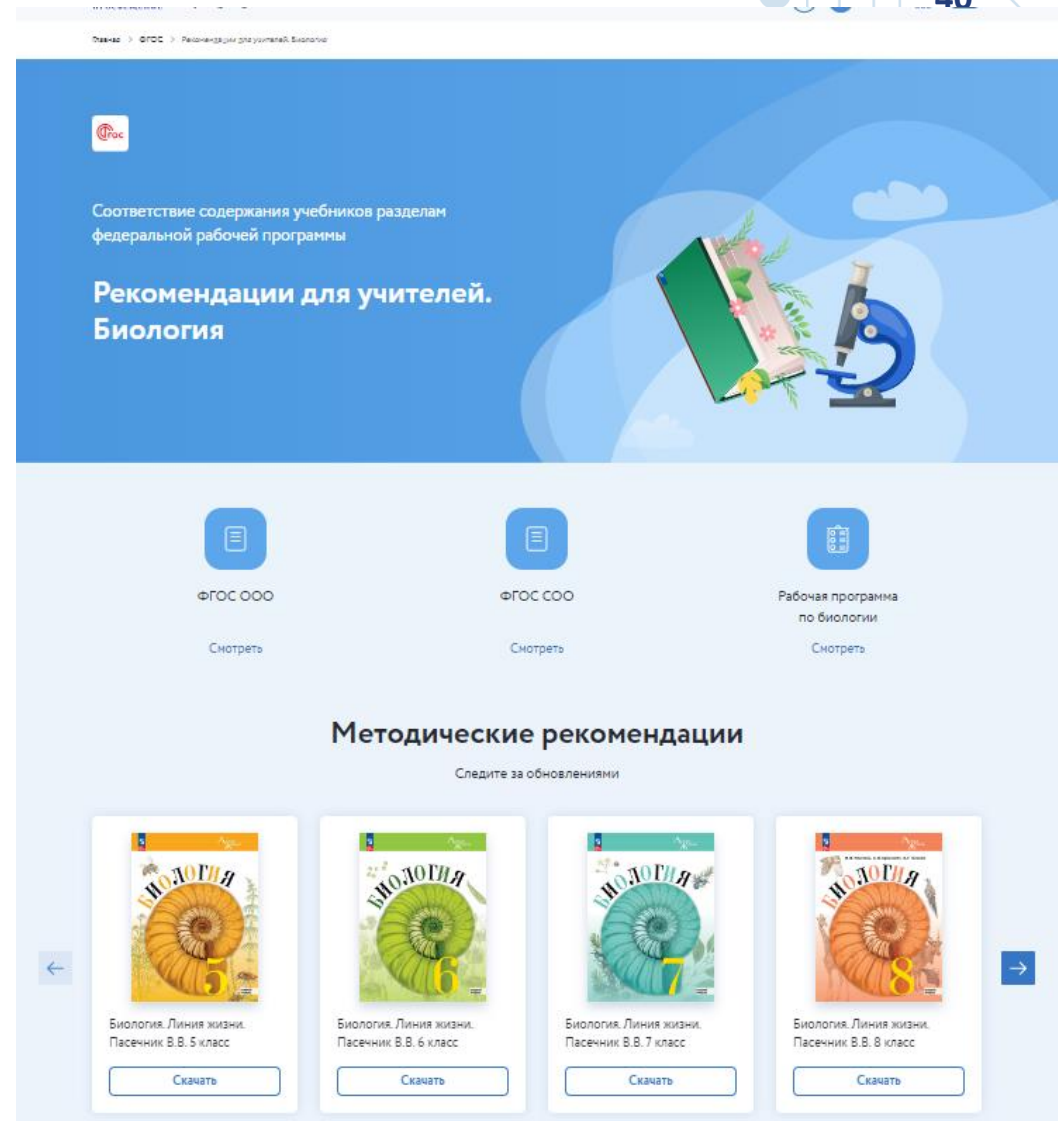 40
Главная > ФГОС > Рекомендации для учителей. Биология
ФГОС
Соответствие содержания учебников разделам
федеральной рабочей программы
Рекомендации для учителей.
Биология
ФГОС ООО
ФГОС СОО
Рабочая программа
по биологии
Смотреть
Смотреть
Смотреть
Методические рекомендации
Следите за обновлениями
БИОЛОГИЯ
5
БИОЛОГИЯ
6
БИОЛОГИЯ
7
БИОЛОГИЯ
8
Биология. Линия жизни.
Пасечник В.В. 5 класс
Биология. Линия жизни.
Пасечник В.В. 6 класс
Биология. Линия жизни.
Пасечник В.В. 7 класс
Биология. Линия жизни.
Пасечник В.В. 8 класс
Скачать
Скачать
Скачать
Скачать